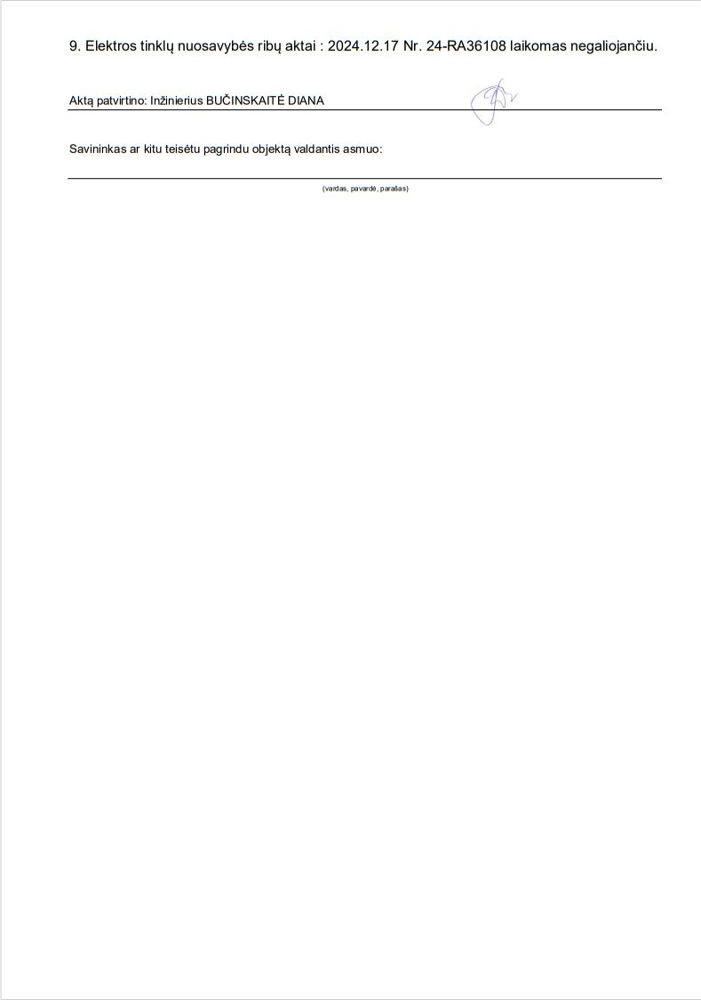 9. Elektros tinklų nuosavybės ribų aktai : 2024.12.17 Nr. 24-RA36108 laikomas negaliojančiu.
Aktą patvirtino: Inžinierius BUČINSKAITĖ DIANA
Savininkas ar kitu teisėtu pagrindu objektą valdantis asmuo:
(vardas, pavardė, parašas)